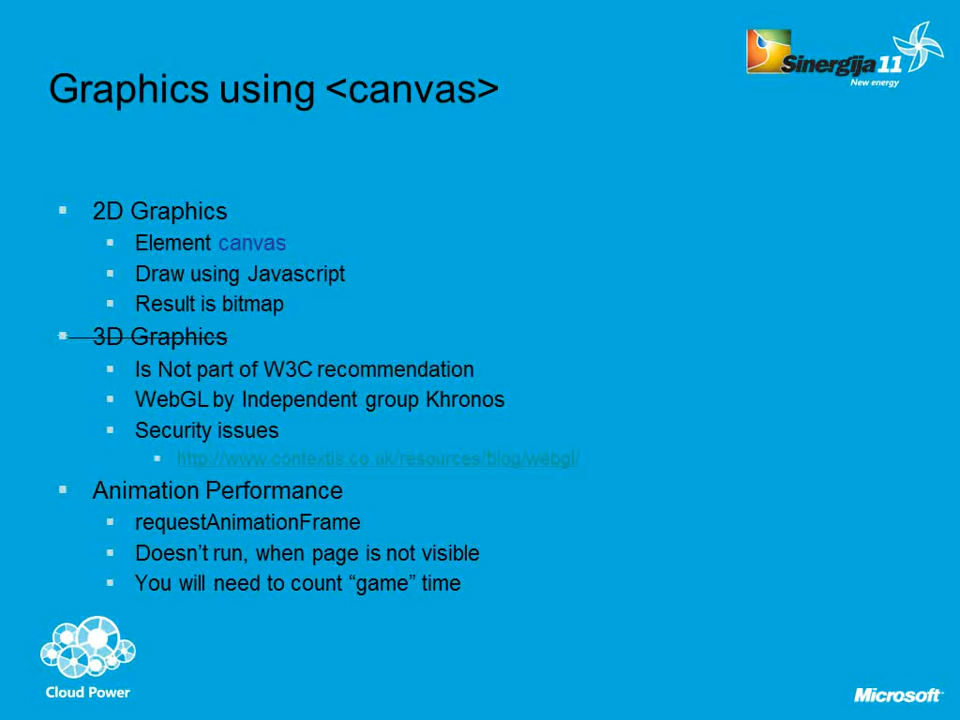 Sinergija 11
New energy
Graphics using <canvas>
2D Graphics
Element canvas
Draw using Javascript
Result is bitmap
3D Graphics
Is Not part of W3C recommendation
WebGL by Independent group Khronos
Security issues
http://www.contextis.co.uk/resources/blog/webgl/
Animation Performance
requestAnimationFrame
Doesn’t run, when page is not visible
You will need to count “game” time
Cloud Power
Microsoft